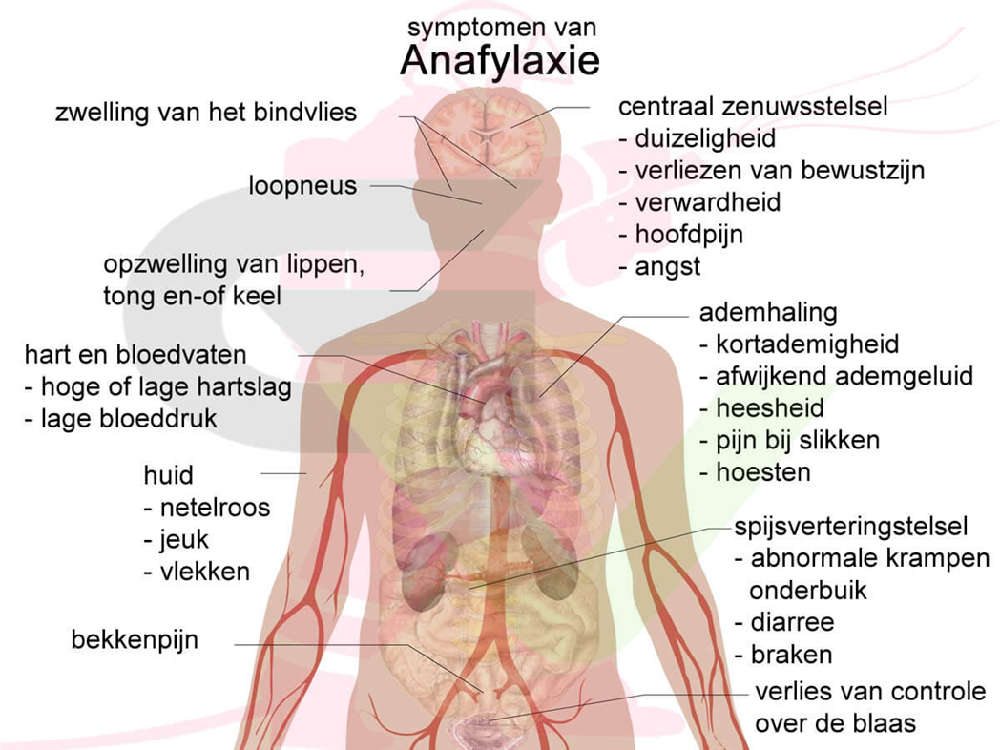 symptomen van
Anafylaxie
zwelling van het bindvlies
loopneus
opzwelling van lippen,
tong en-of keel
hart en bloedvaten
- hoge of lage hartslag
- lage bloeddruk
huid
- netelroos
- jeuk
- vlekken
bekkenpijn
centraal zenuwsstelsel
- duizeligheid
- verliezen van bewustzijn
- verwardheid
- hoofdpijn
- angst
ademhaling
- kortademigheid
- afwijkend ademgeluid
- heesheid
- pijn bij slikken
- hoesten
spijsverteringstelsel
- abnormale krampen
onderbuik
- diarree
- braken
verlies van controle
over de blaas